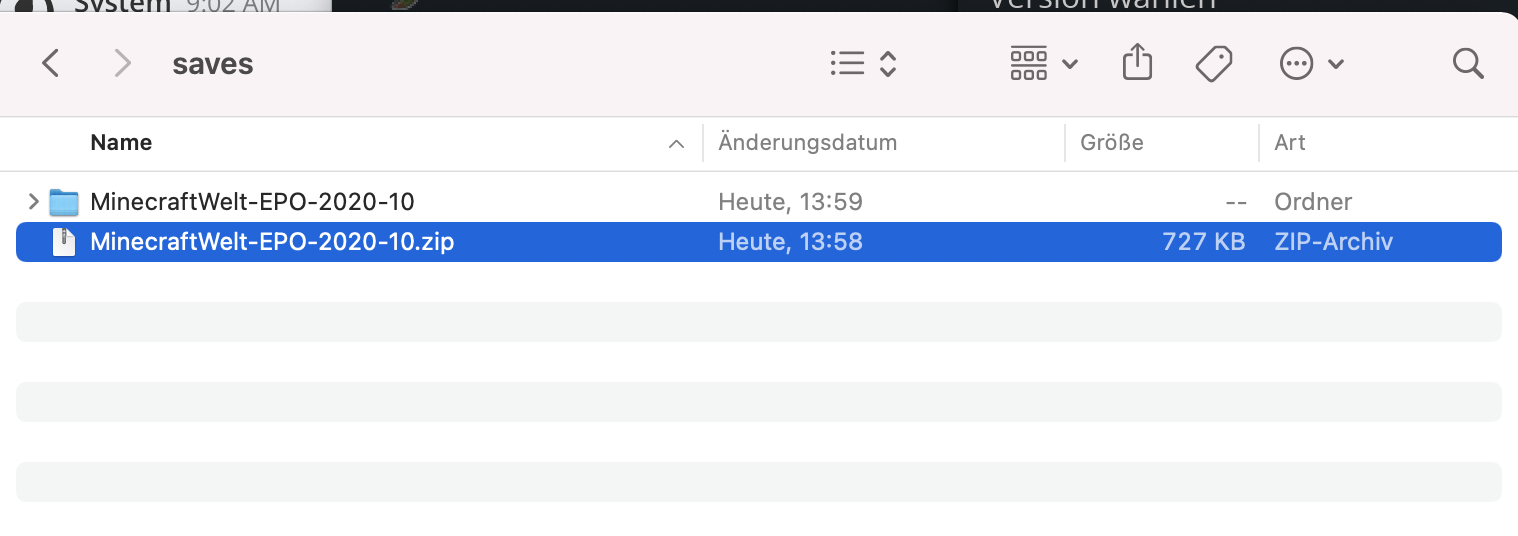 System 9:02 AM
Version wählen
saves
Name Änderungsdatum Größe Art
MinecraftWelt-EPO-2020-10 Heute, 13:59 -- Ordner
MinecraftWelt-EPO-2020-10.zip Heute, 13:58 727 KB ZIP-Archiv